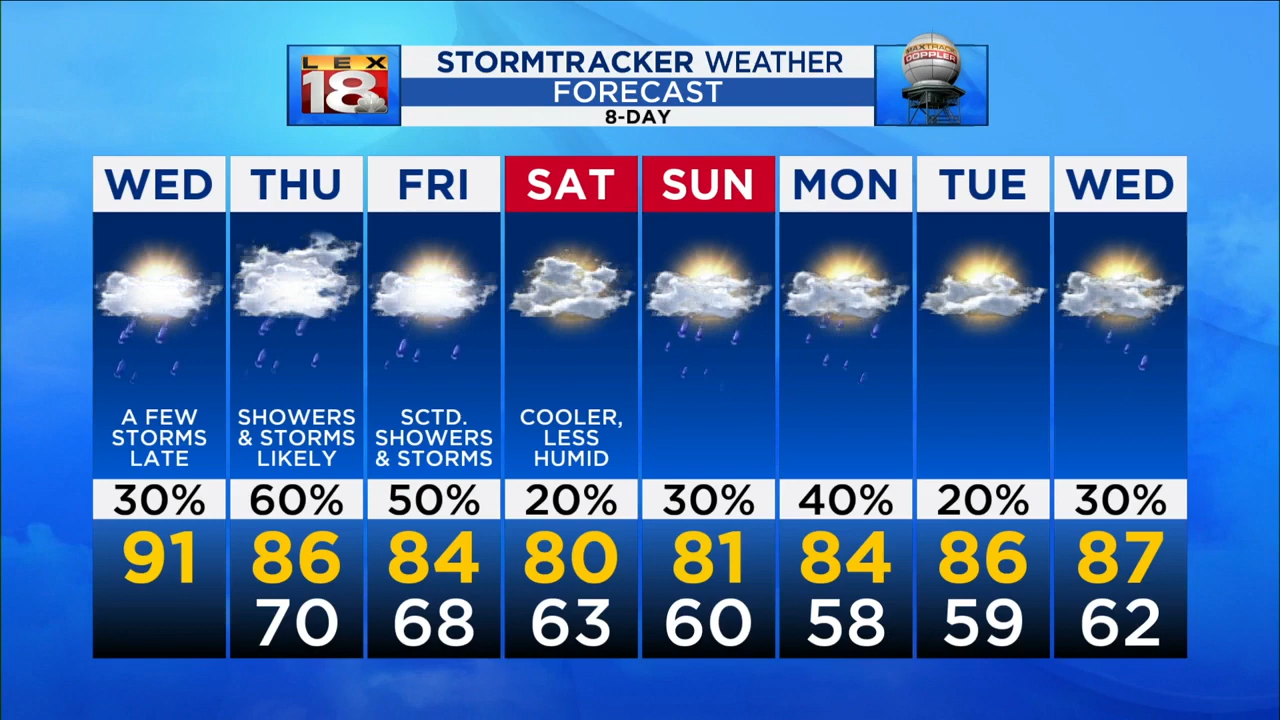 LEX
18
STORMTRACKER WEATHER
FORECAST
8-DAY
MAXTRACK
DOPPLER
WED THU FRI SAT SUN MON TUE WED
A FEW
STORMS
LATE
SHOWERS
& STORMS
LIKELY
SCTD.
SHOWERS
& STORMS
COOLER,
LESS
HUMID
30% 60% 50% 20% 30% 40% 20% 30%
91 86 84 80 81 84 86 87
70 68 63 60 58 59 62